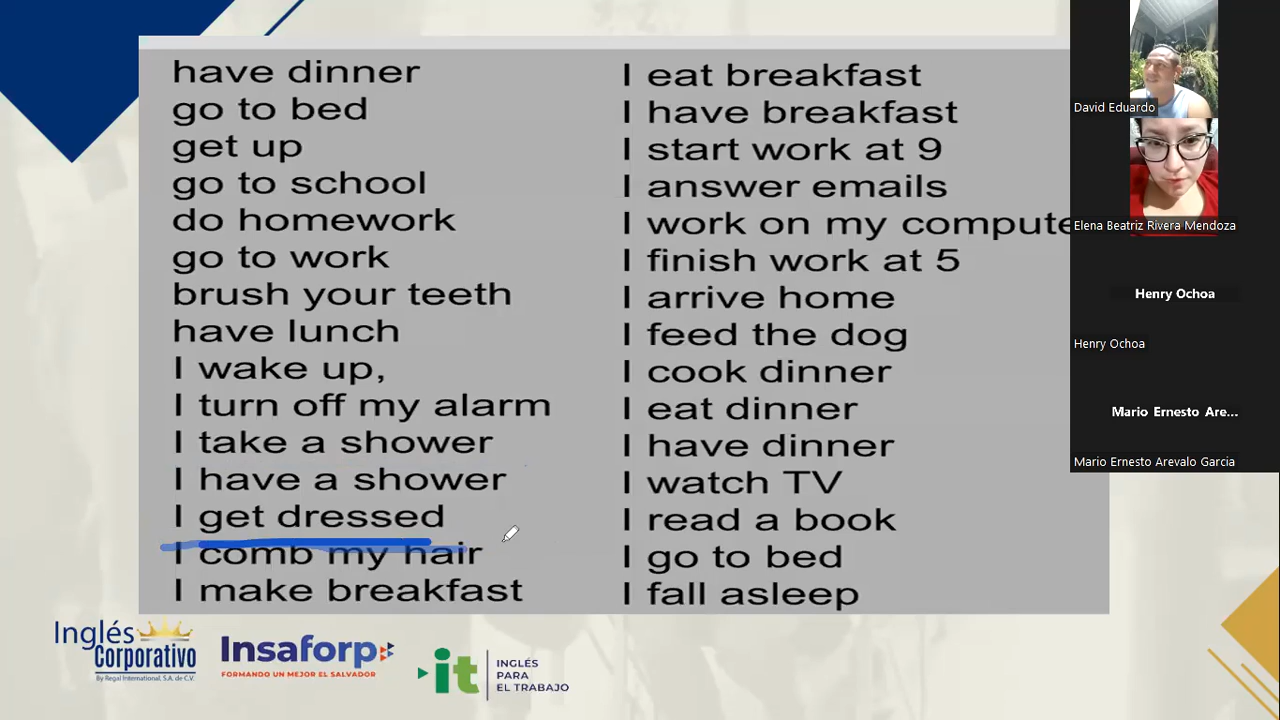 have dinner
go to bed
get up
go to school
do homework
go to work
brush your teeth
have lunch
I wake up,
I turn off my alarm
I take a shower
I have a shower
I get dressed
I comb my hair
I make breakfast
I eat breakfast
I have breakfast
I start work at 9
I answer emails
I work on my compute
I finish work at 5
I arrive home
I feed the dog
I cook dinner
I eat dinner
I have dinner
I watch TV
I read a book
I go to bed
I fall asleep
David Eduardo
Elena Beatriz Rivera Mendoza
Henry Ochoa
Henry Ochoa
Mario Ernesto Are...
Mario Ernesto Arevalo Garcia
Inglés
Corporativo
By Regal International, S.A. de C.V.
Insaforp
FORMANDO UN MEJOR EL SALVADOR
it
INGLÉS
PARA
EL TRABAJO